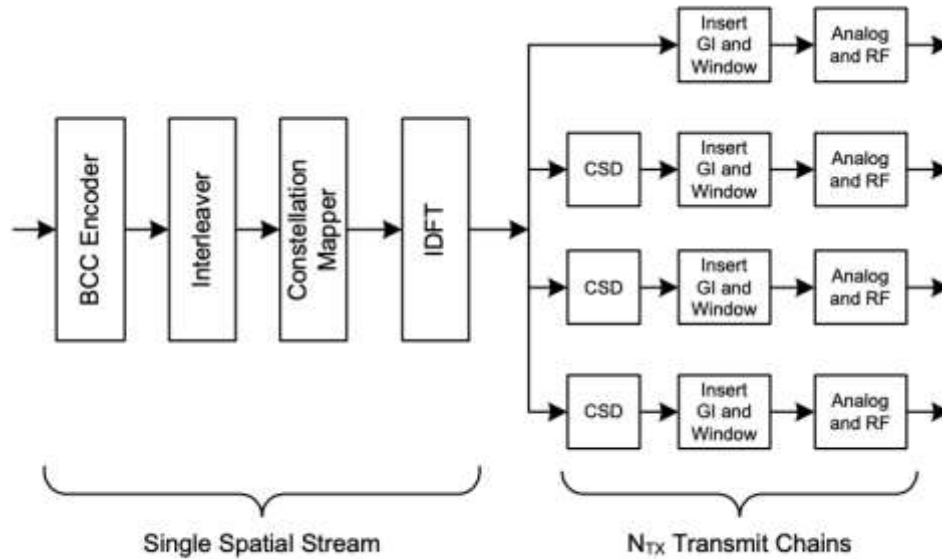 Insert
GI and
Window
Analog
and RF
BCC Encoder
Interleaver
Constellation
Mapper
IDFT
CSD
Insert
GI and
Window
Analog
and RF
CSD
Insert
GI and
Window
Analog
and RF
CSD
Insert
GI and
Window
Analog
and RF
Single Spatial Stream
N_TX Transmit Chains